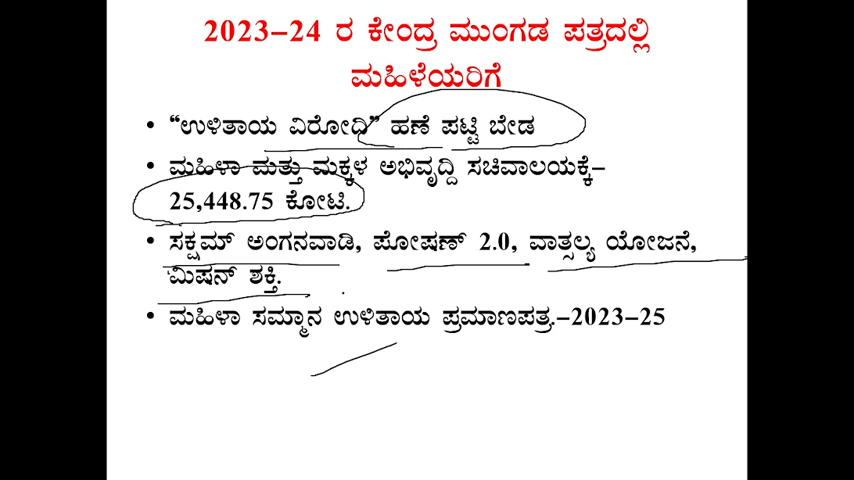 2023-24 ರ ಕೇಂದ್ರ ಮುಂಗಡ ಪತ್ರದಲ್ಲಿ
ಮಹಿಳೆಯರಿಗೆ
• “ಉಳಿತಾಯ ವಿರೋಧಿ” ಹಣೆ ಪಟ್ಟಿ ಬೇಡ
• ಮಹಿಳಾ ಮತ್ತು ಮಕ್ಕಳ ಅಭಿವೃದ್ದಿ ಸಚಿವಾಲಯಕ್ಕೆ-
25,448.75 ಕೋಟಿ.
• ಸಕ್ಷಮ್ ಅಂಗನವಾಡಿ, ಪೋಷಣ್ 2.0, ವಾತ್ಸಲ್ಯ ಯೋಜನೆ,
ಮಿಷನ್ ಶಕ್ತಿ.
• ಮಹಿಳಾ ಸಮ್ಮಾನ ಉಳಿತಾಯ ಪ್ರಮಾಣಪತ್ರ.-2023-25